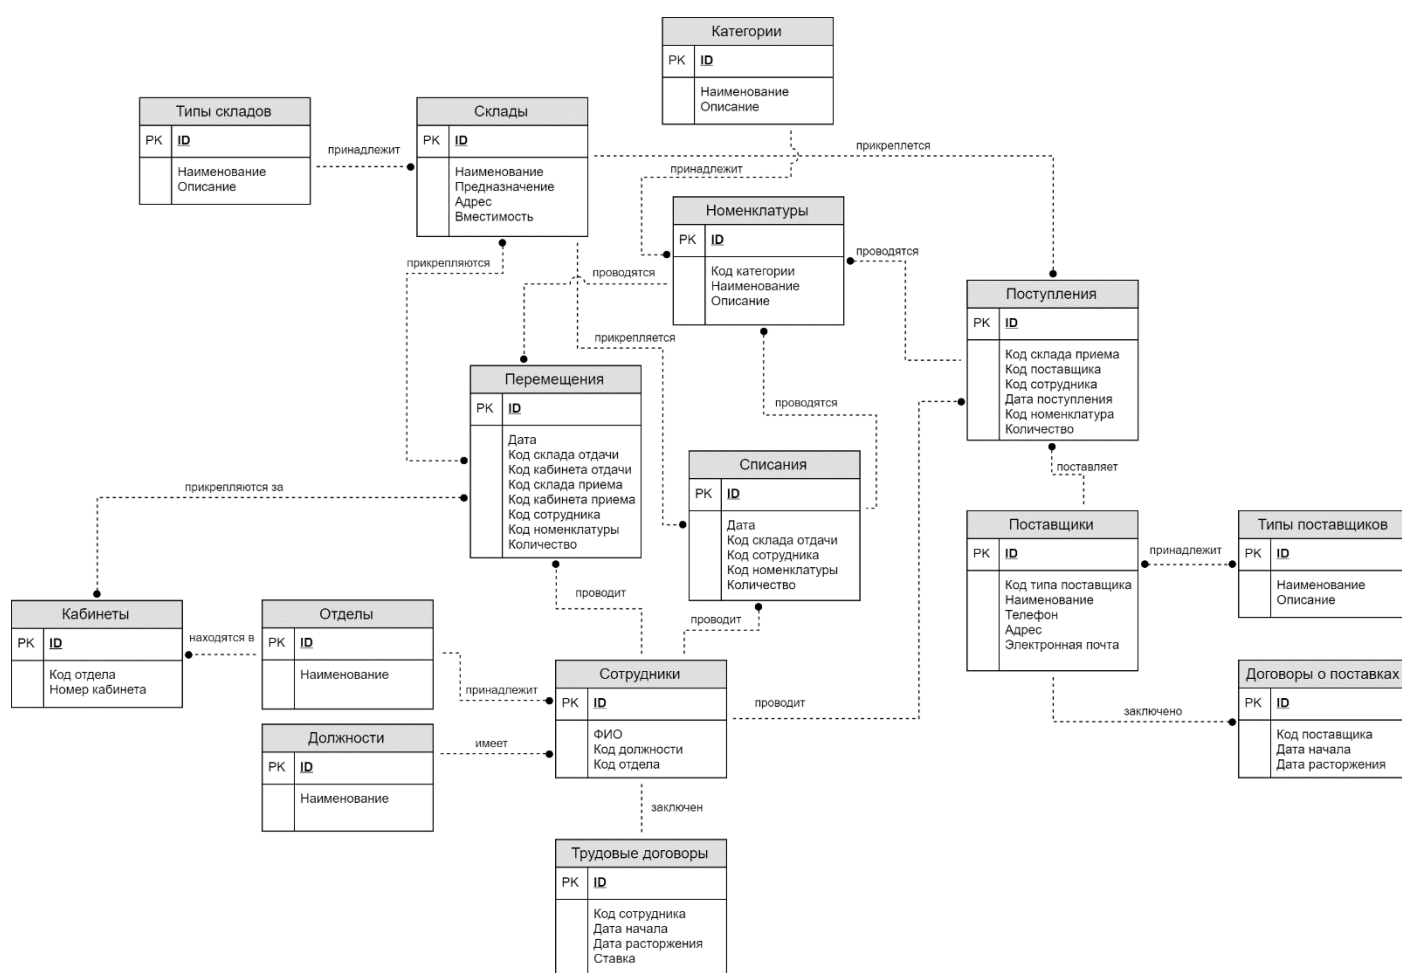 Категории
PK ID
Наименование
Описание
Типы складов
PK ID
Наименование
Описание
принадлежит
Склады
PK ID
Наименование
Предназначение
Адрес
Вместимость
прикреплется
принадлежит
Номенклатуры
PK ID
Код категории
Наименование
Описание
проводятся
прикрепляются
проводятся
прикрепляется
Поступления
PK ID
Код склада приема
Код поставщика
Код сотрудника
Дата поступления
Код номенклатура
Количество
Перемещения
PK ID
Дата
Код склада отдачи
Код кабинета отдачи
Код склада приема
Код кабинета приема
Код сотрудника
Код номенклатуры
Количество
проводятся
Списания
PK ID
Дата
Код склада отдачи
Код сотрудника
Код номенклатуры
Количество
поставляет
прикрепляются за
Поставщики
PK ID
Код типа поставщика
Наименование
Телефон
Адрес
Электронная почта
принадлежит
Типы поставщиков
PK ID
Наименование
Описание
проводит
проводит
Кабинеты
PK ID
Код отдела
Номер кабинета
находятся в
Отделы
PK ID
Наименование
принадлежит
Сотрудники
PK ID
ФИО
Код должности
Код отдела
проводит
заключено
Договоры о поставках
PK ID
Код поставщика
Дата начала
Дата расторжения
Должности
PK ID
Наименование
имеет
заключен
Трудовые договоры
PK ID
Код сотрудника
Дата начала
Дата расторжения
Ставка